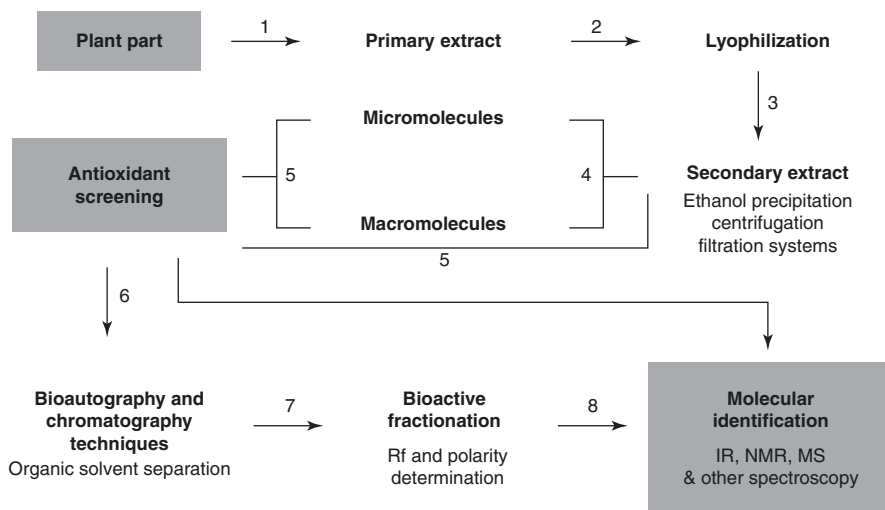 Plant part
1
Primary extract
2
Lyophilization
3
Micromolecules
Antioxidant
screening
5
4
Secondary extract
Ethanol precipitation
centrifugation
filtration systems
Macromolecules
5
6
Bioautography and
chromatography
techniques
Organic solvent separation
7
Bioactive
fractionation
Rf and polarity
determination
8
Molecular
identification
IR, NMR, MS
& other spectroscopy